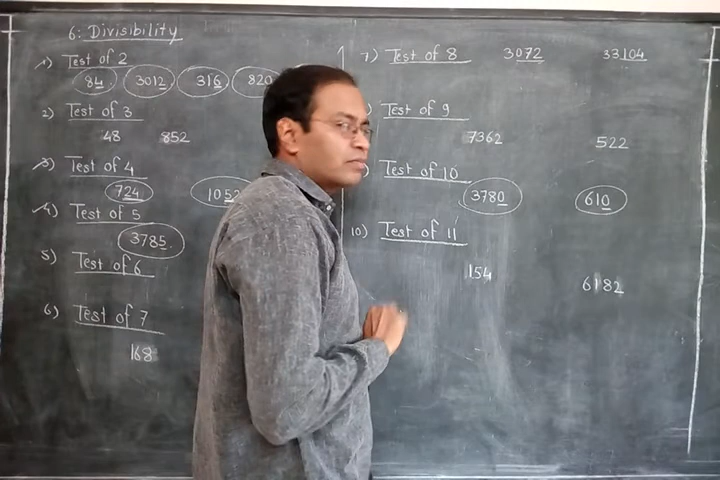 6: Divisibility
1) Test of 2
84 3012 316 820
2) Test of 3
48 852
3) Test of 4
724 1052
4) Test of 5
3785.
5) Test of 6
6) Test of 7
168
7) Test of 8 3072 33104
) Test of 9
7362 522
) Test of 10
3780 610
10) Test of 11
154 6182